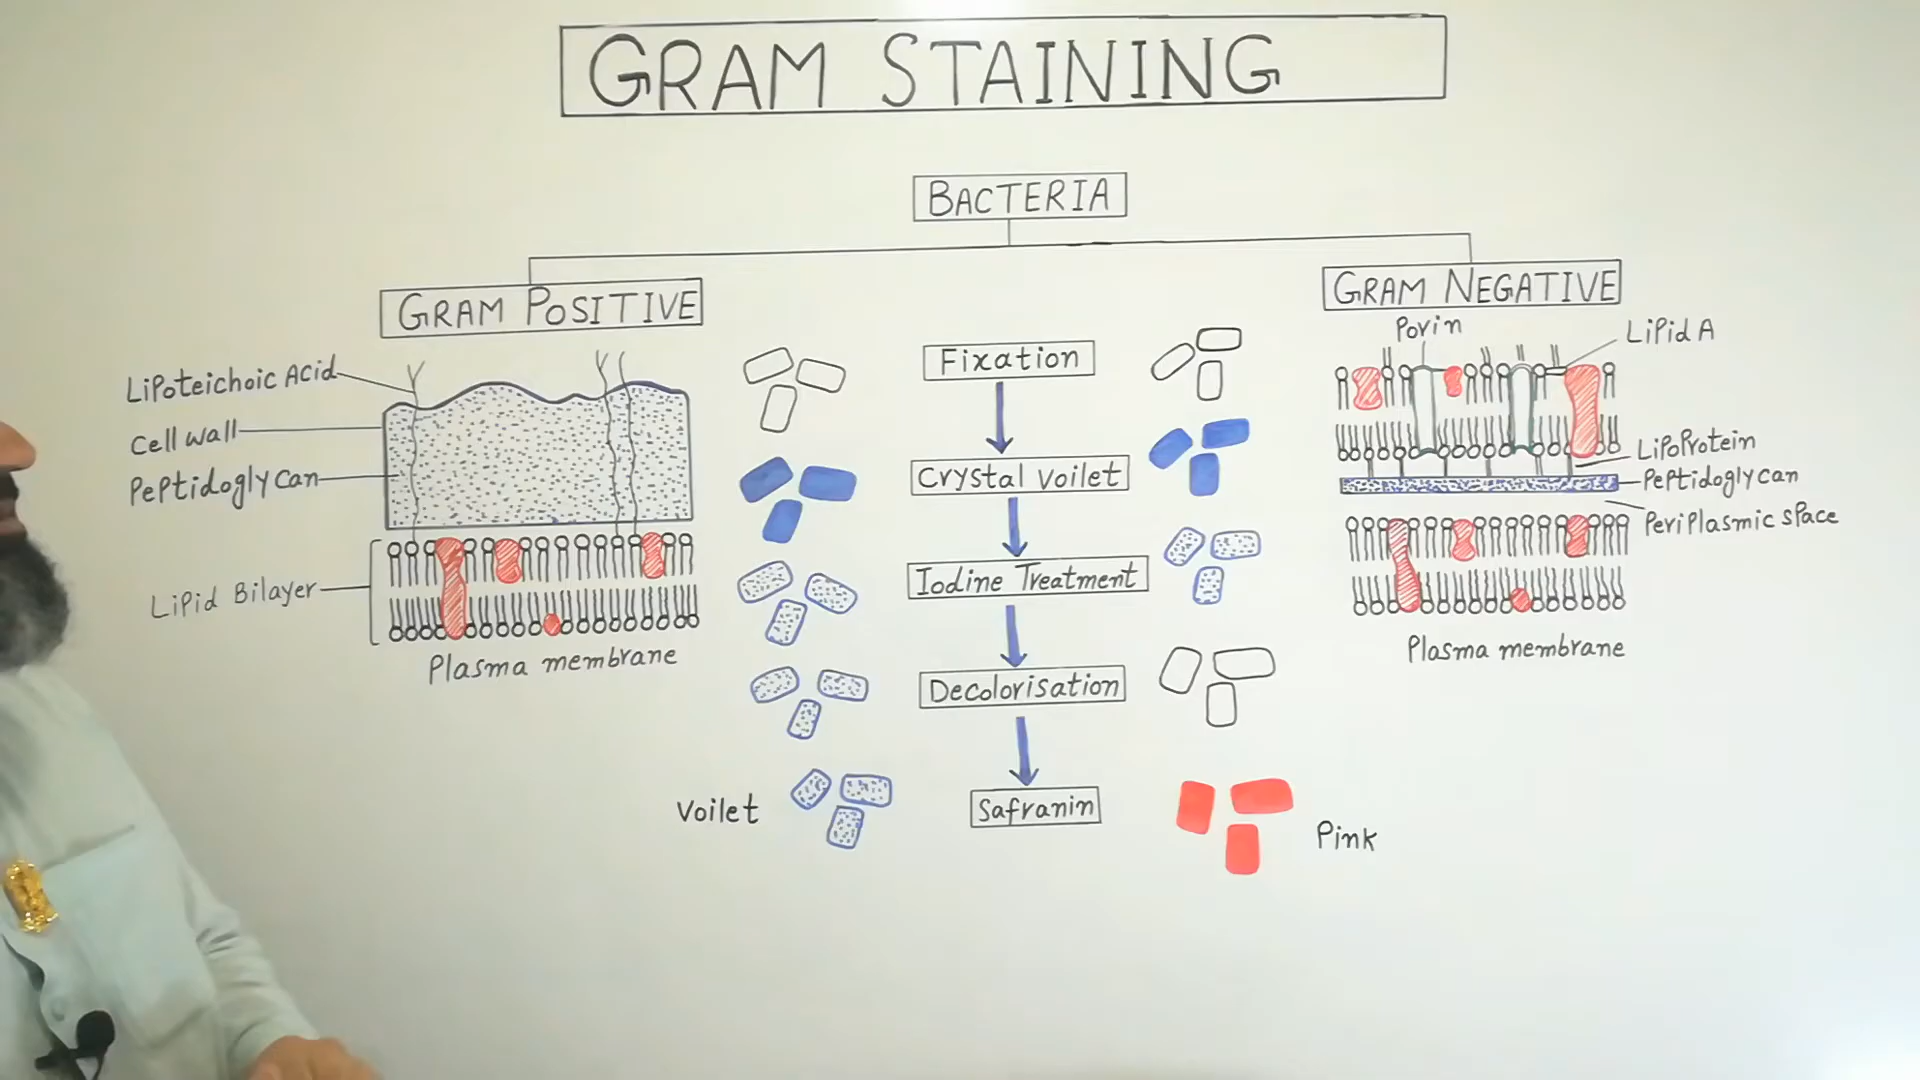 GRAM STAINING
BACTERIA
GRAM POSITIVE
GRAM NEGATIVE
Lipoteichoic Acid
Cell wall
Peptidoglycan
Lipid Bilayer
Plasma membrane
Fixation
Crystal Voilet
Iodine Treatment
Decolorisation
Safranin
Voilet
Pink
Porin
Lipid A
Lipoprotein
Peptidoglycan
Periplasmic space
Plasma membrane